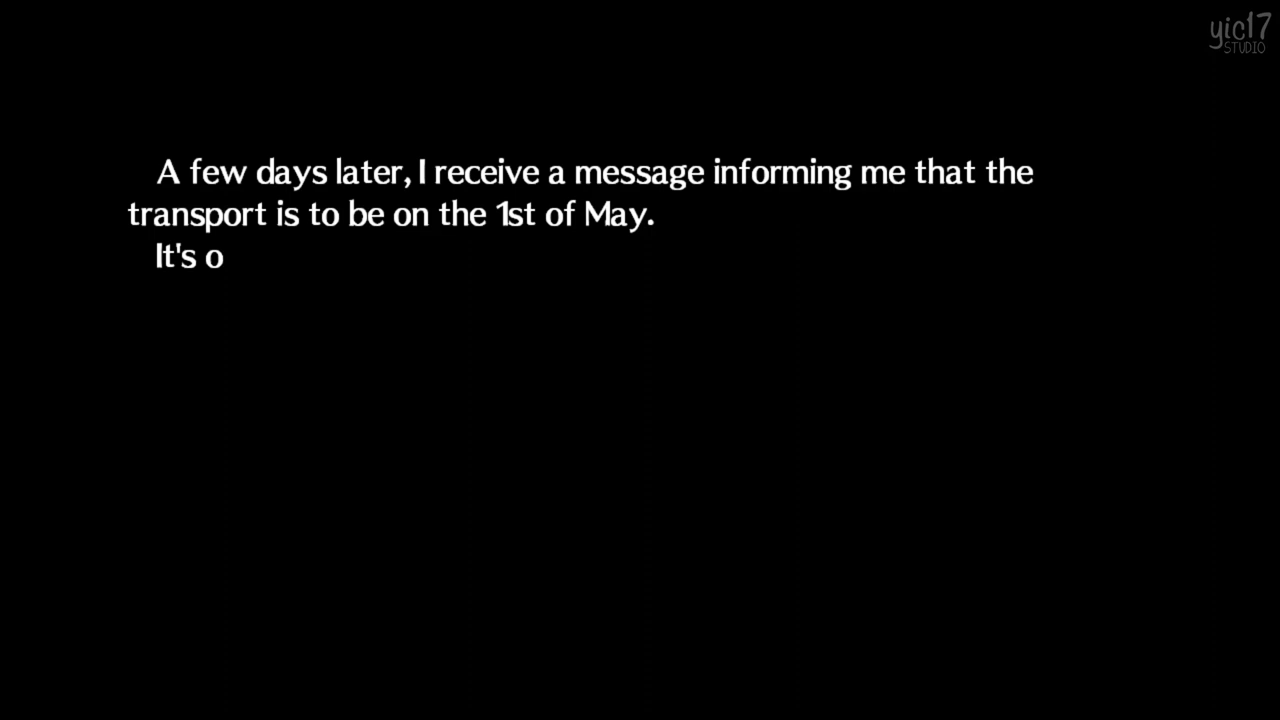 yic17
STUDIO
A few days later, I receive a message informing me that the
transport is to be on the 1st of May.
It's o